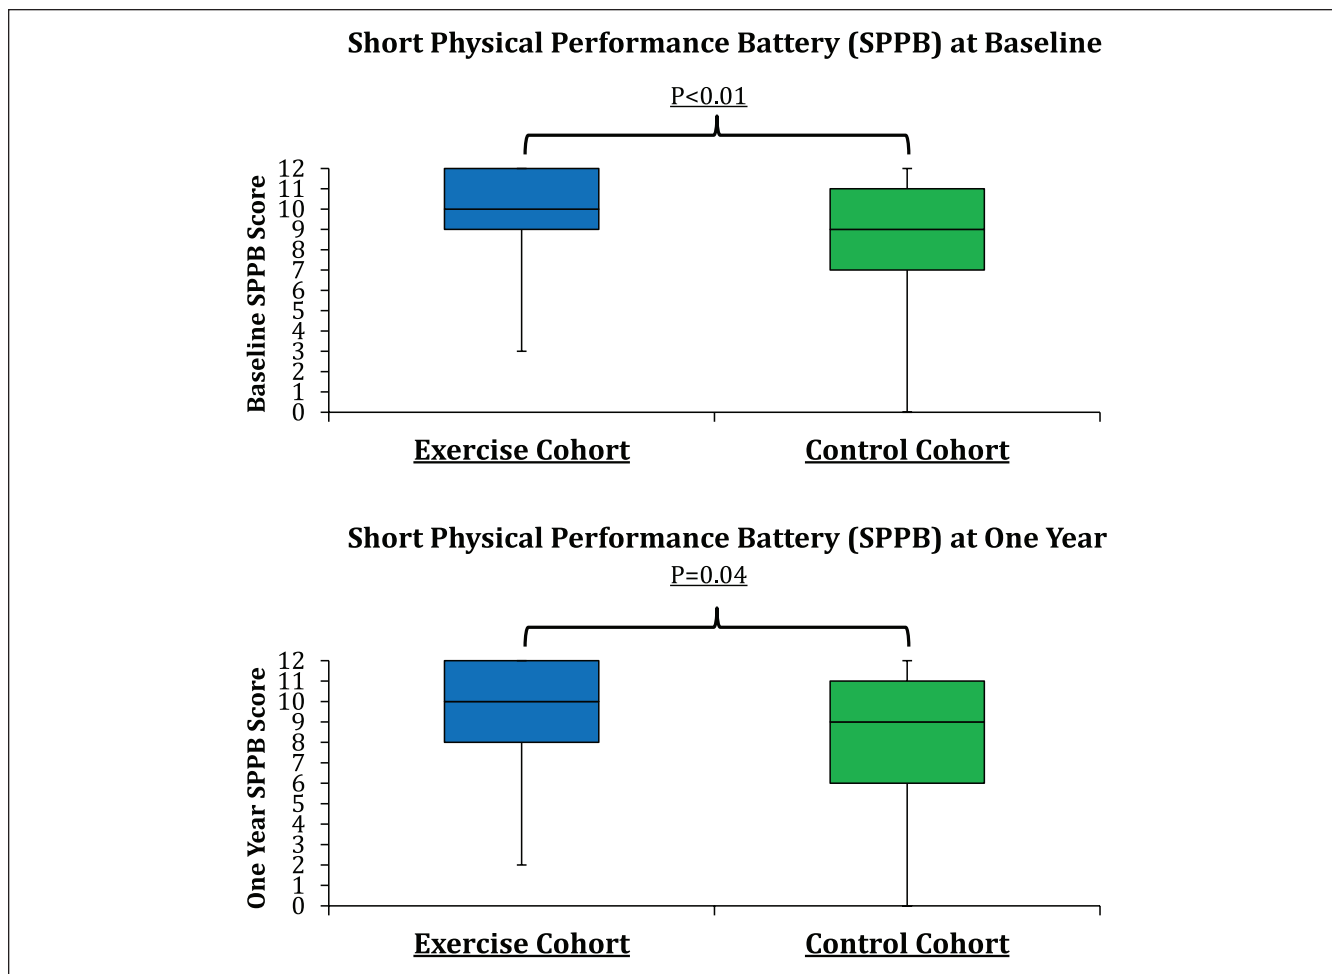 Short Physical Performance Battery (SPPB) at Baseline
P<0.01
Baseline SPPB Score
12
11
10
9
8
7
6
5
4
3
2
1
0
Exercise Cohort
Control Cohort
Short Physical Performance Battery (SPPB) at One Year
P=0.04
One Year SPPB Score
12
11
10
9
8
7
6
5
4
3
2
1
0
Exercise Cohort
Control Cohort